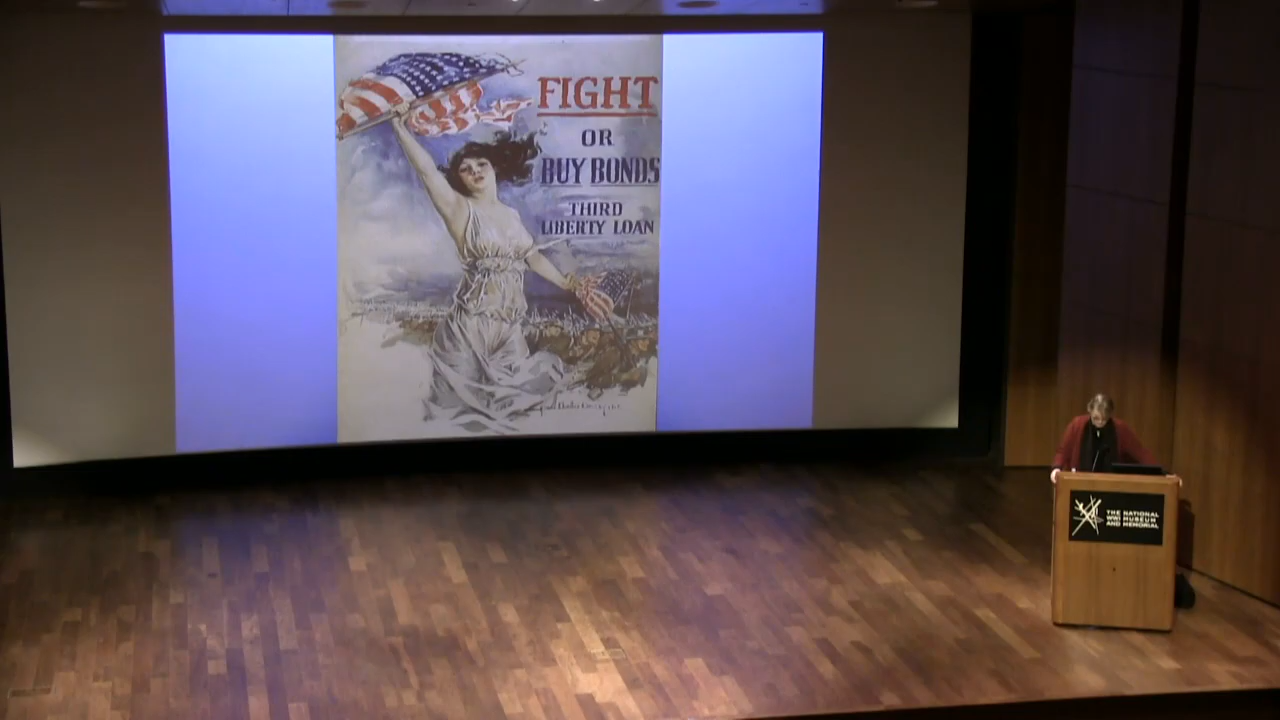 FIGHT
OR
BUY BONDS
THIRD
LIBERTY LOAN
THE NATIONAL
WWI MUSEUM
AND MEMORIAL